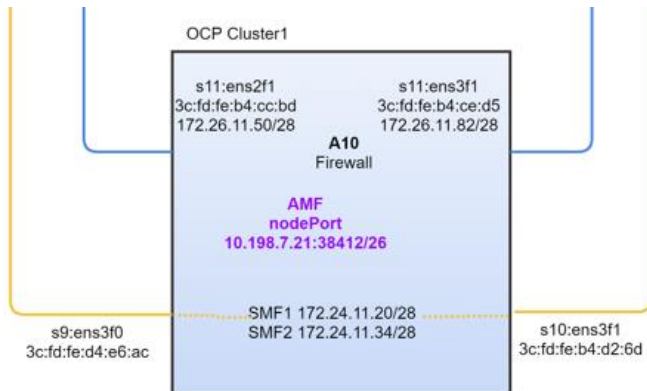 OCP Cluster1
s11:ens2f1
3c:fd:fe:b4:cc:bd
172.26.11.50/28
s11:ens3f1
3c:fd:fe:b4:ce:d5
172.26.11.82/28
A10
Firewall
AMF
nodePort
10.198.7.21:38412/26
SMF1 172.24.11.20/28
SMF2 172.24.11.34/28
s9:ens3f0
3c:fd:fe:d4:e6:ac
s10:ens3f1
3c:fd:fe:b4:d2:6d